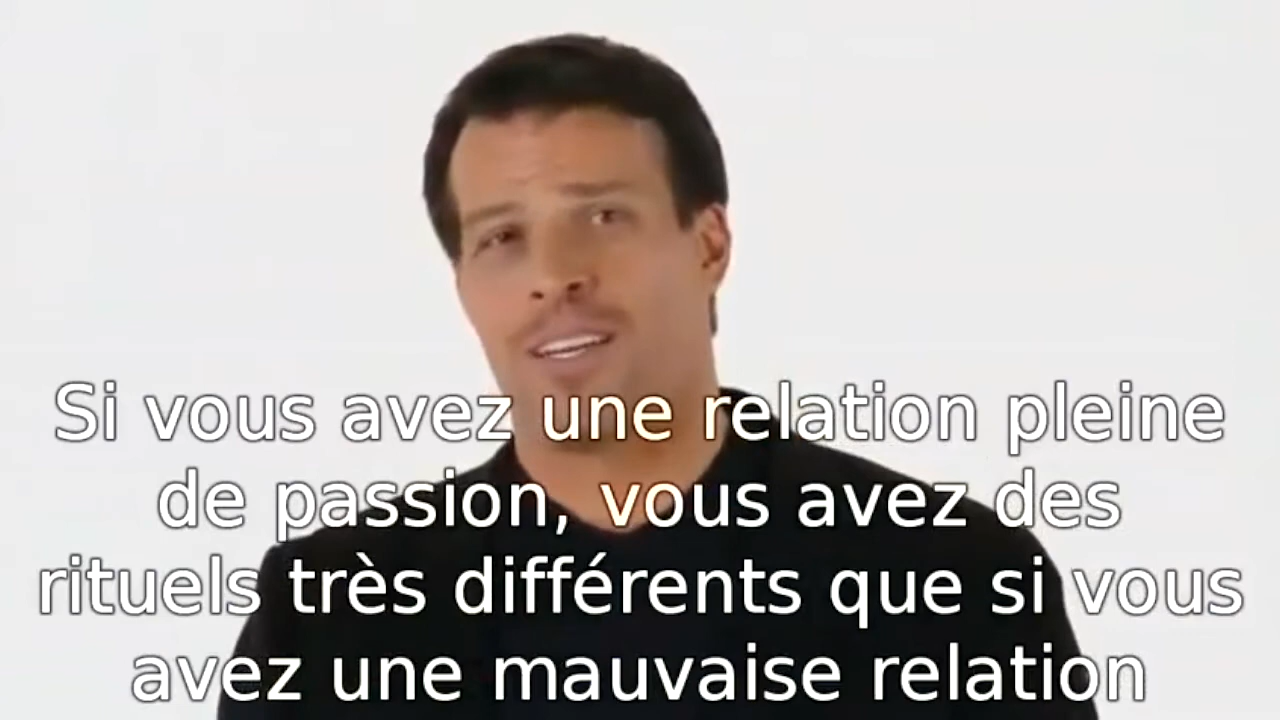 Si vous avez une relation pleine
de passion, vous avez des
rituels très différents que si vous
avez une mauvaise relation